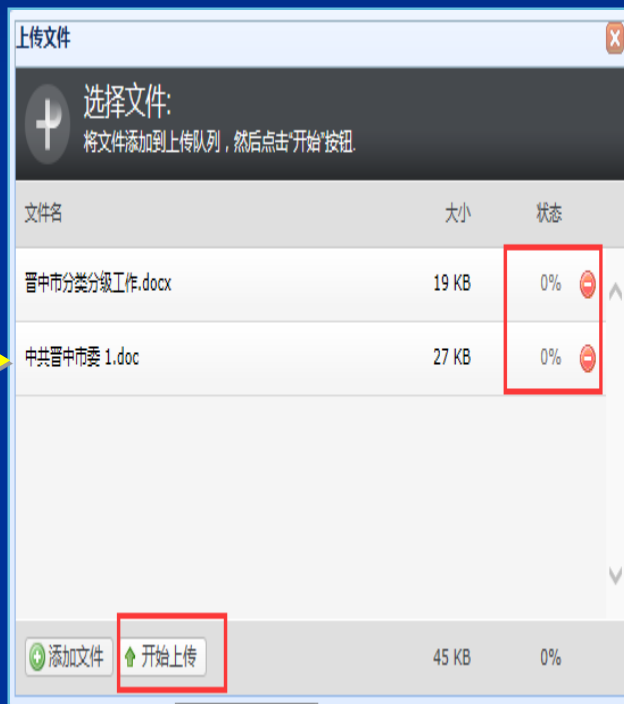 上传文件
选择文件:
将文件添加到上传队列，然后点击“开始”按钮.
文件名 大小 状态
晋中市分类分级工作.docx 19 KB 0%
中共晋中市委 1.doc 27 KB 0%
添加文件 开始上传 45 KB 0%